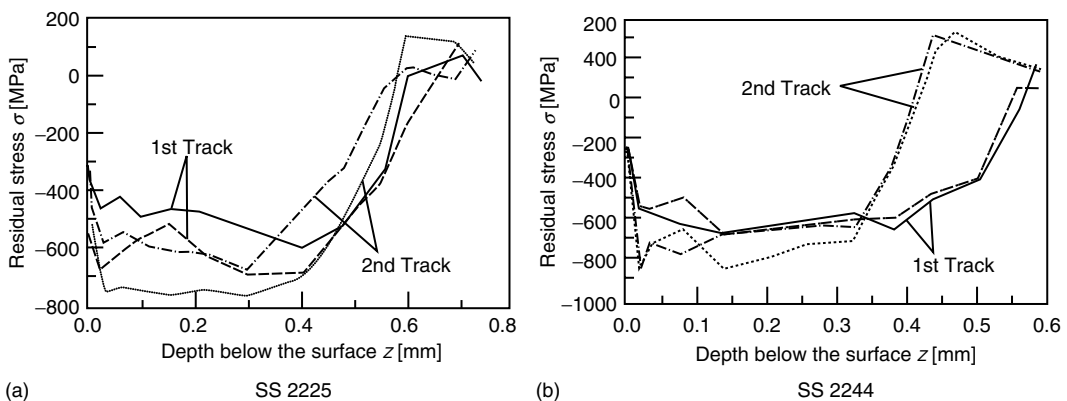 200
0
−200
−400
−600
−800
Residual stress σ [MPa]
1st Track
2nd Track
0.0 0.2 0.4 0.6 0.8
Depth below the surface z [mm]
(a) SS 2225
200
400
0
−200
−400
−600
−800
−1000
Residual stress σ [MPa]
2nd Track
1st Track
0.0 0.1 0.2 0.3 0.4 0.5 0.6
Depth below the surface z [mm]
(b) SS 2244